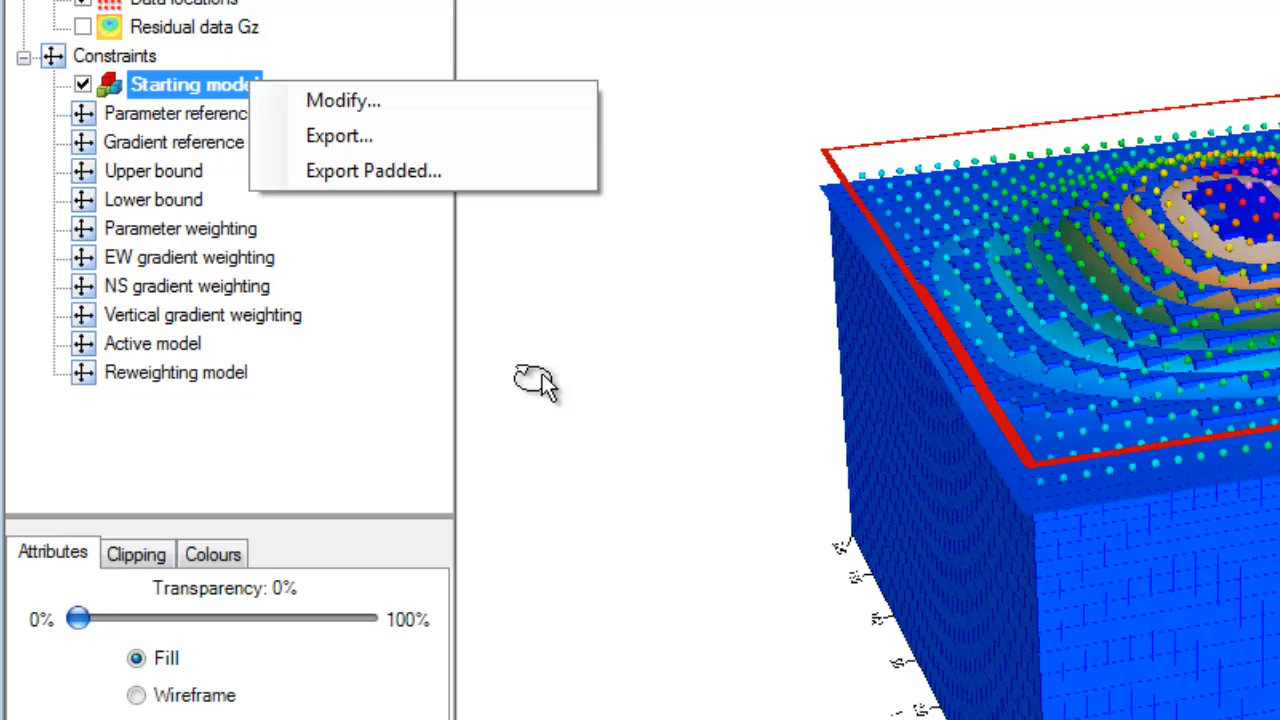 Data locations
Residual data Gz
Constraints
Starting model
Modify...
Parameter referenc
Export...
Gradient reference
Export Padded...
Upper bound
Lower bound
Parameter weighting
EW gradient weighting
NS gradient weighting
Vertical gradient weighting
Active model
Reweighting model
Attributes Clipping Colours
Transparency: 0%
0% 100%
Fill
Wireframe